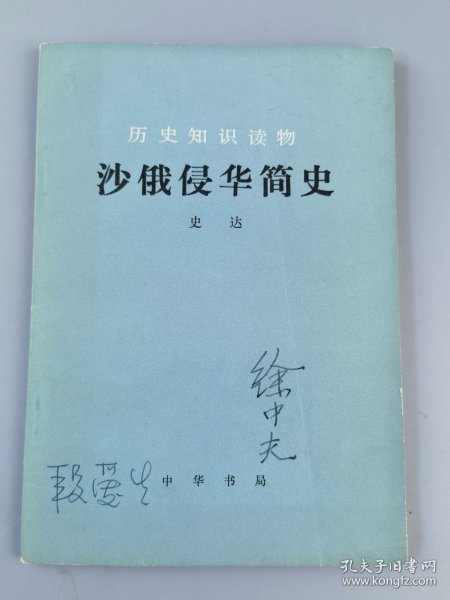 历史知识读物
沙俄侵华简史
史达
徐中夫
段
中华书局
孔夫子旧书网
www.kongfz.com